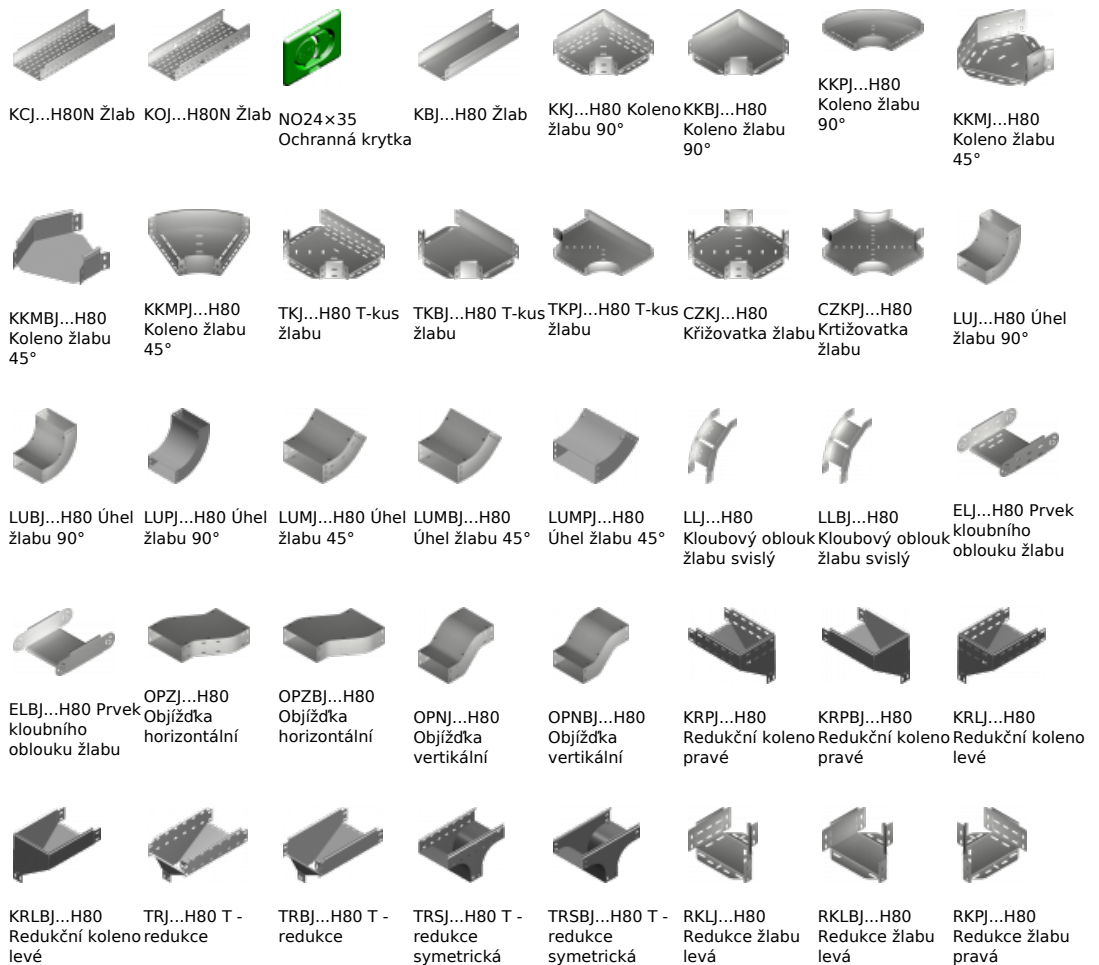 KCJ...H80N Žlab
KOJ...H80N Žlab
NO24×35
Ochranná krytka
KBJ...H80 Žlab
KKJ...H80 Koleno
žlabu 90°
KKBJ...H80
Koleno žlabu
90°
KKPJ...H80
Koleno žlabu
90°
KKMJ...H80
Koleno žlabu
45°
KKMBJ...H80
Koleno žlabu
45°
KKMPJ...H80
Koleno žlabu
45°
TKJ...H80 T-kus
žlabu
TKBJ...H80 T-kus
žlabu
TKPJ...H80 T-kus
žlabu
CZKJ...H80
Křižovatka žlabu
CZKPJ...H80
Krtižovatka
žlabu
LUJ...H80 Úhel
žlabu 90°
LUBJ...H80 Úhel
žlabu 90°
LUPJ...H80 Úhel
žlabu 90°
LUMJ...H80 Úhel
žlabu 45°
LUMBJ...H80
Úhel žlabu 45°
LUMPJ...H80
Úhel žlabu 45°
LLJ...H80
Kloubový oblouk
žlabu svislý
LLBJ...H80
Kloubový oblouk
žlabu svislý
ELJ...H80 Prvek
kloubního
oblouku žlabu
ELBJ...H80 Prvek
kloubního
oblouku žlabu
OPZJ...H80
Objížďka
horizontální
OPZBJ...H80
Objížďka
horizontální
OPNJ...H80
Objížďka
vertikální
OPNBJ...H80
Objížďka
vertikální
KRPJ...H80
Redukční koleno
pravé
KRPBJ...H80
Redukční koleno
pravé
KRLJ...H80
Redukční koleno
levé
KRLBJ...H80
Redukční koleno
levé
TRJ...H80 T -
redukce
TRBJ...H80 T -
redukce
TRSJ...H80 T -
redukce
symetrická
TRSBJ...H80 T -
redukce
symetrická
RKLJ...H80
Redukce žlabu
levá
RKLBJ...H80
Redukce žlabu
levá
RKPJ...H80
Redukce žlabu
pravá